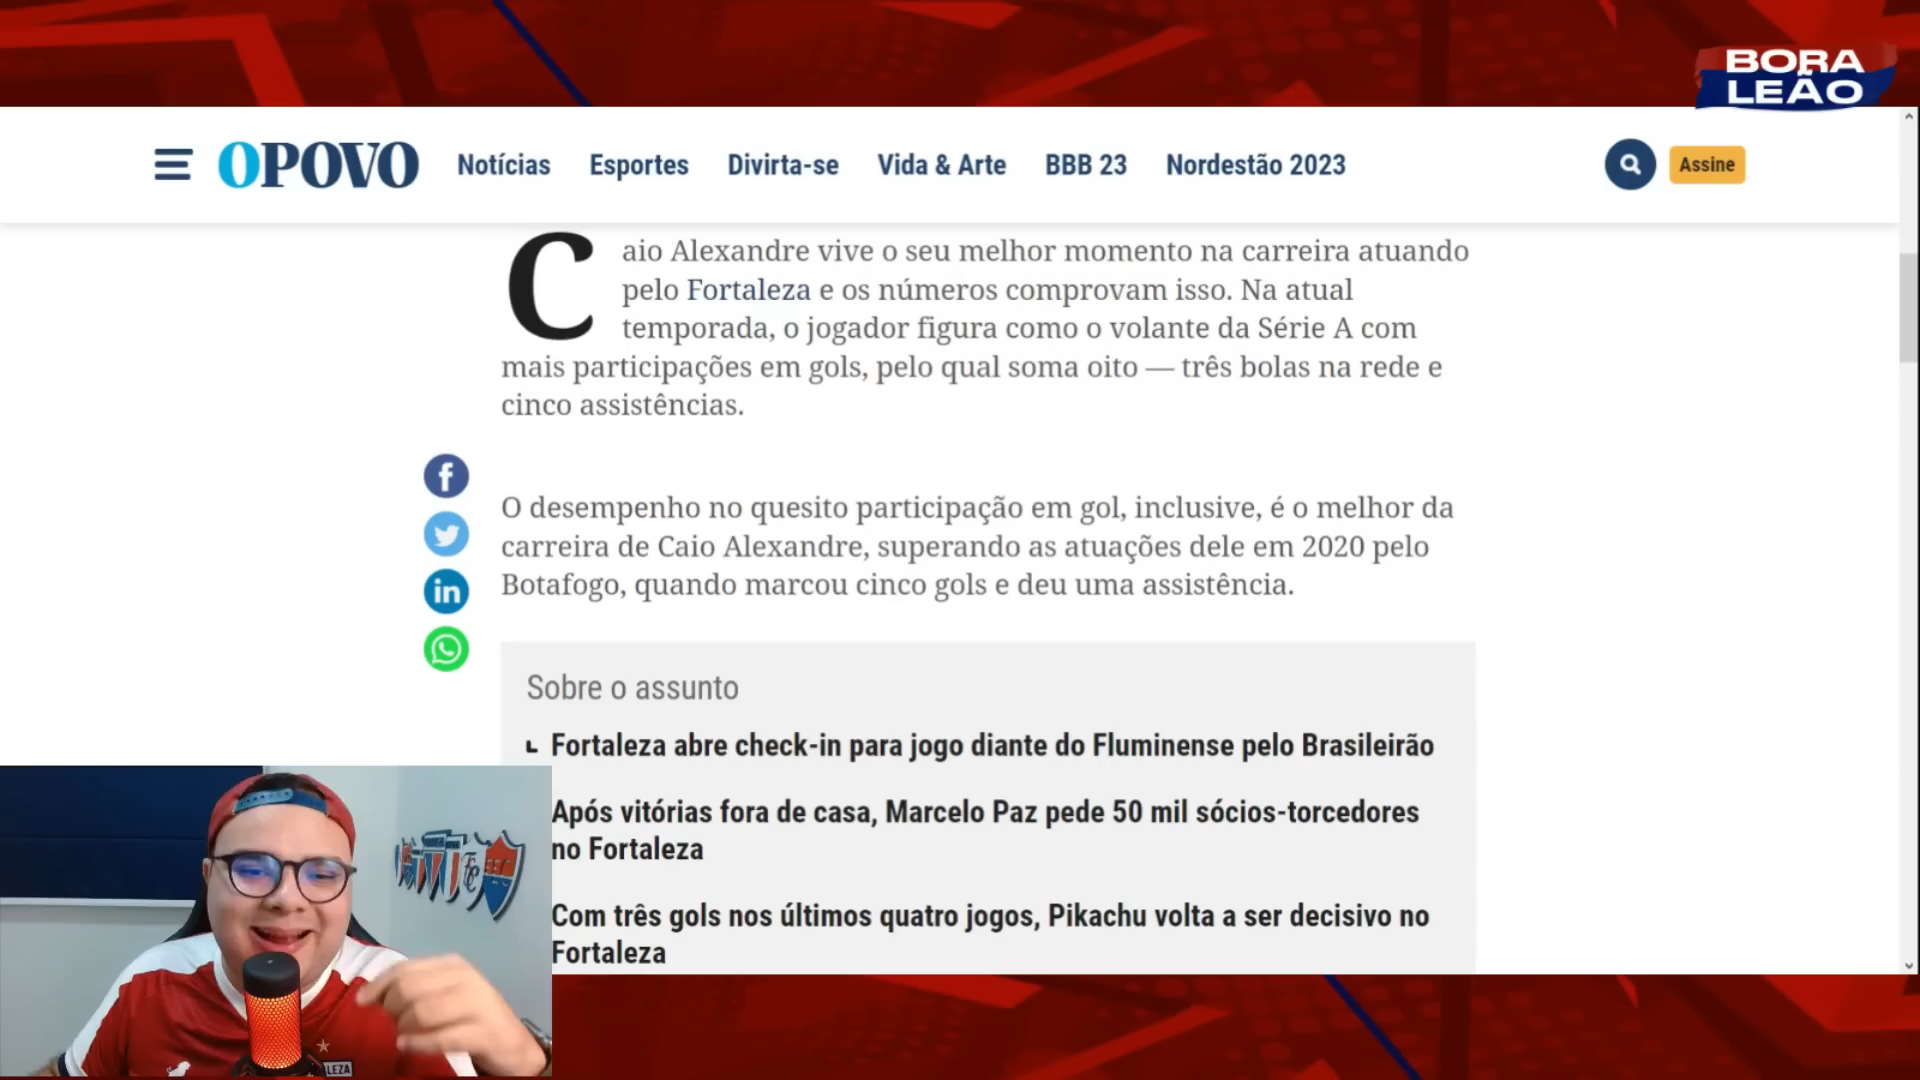 BORA
LEÃO
OPOVO Notícias Esportes Divirta-se Vida & Arte BBB 23 Nordestão 2023 Assine
Caio Alexandre vive o seu melhor momento na carreira atuando
pelo Fortaleza e os números comprovam isso. Na atual
temporada, o jogador figura como o volante da Série A com
mais participações em gols, pelo qual soma oito — três bolas na rede e
cinco assistências.
O desempenho no quesito participação em gol, inclusive, é o melhor da
carreira de Caio Alexandre, superando as atuações dele em 2020 pelo
Botafogo, quando marcou cinco gols e deu uma assistência.
Sobre o assunto
Fortaleza abre check-in para jogo diante do Fluminense pelo Brasileirão
Após vitórias fora de casa, Marcelo Paz pede 50 mil sócios-torcedores
no Fortaleza
Com três gols nos últimos quatro jogos, Pikachu volta a ser decisivo no
Fortaleza
LEZA